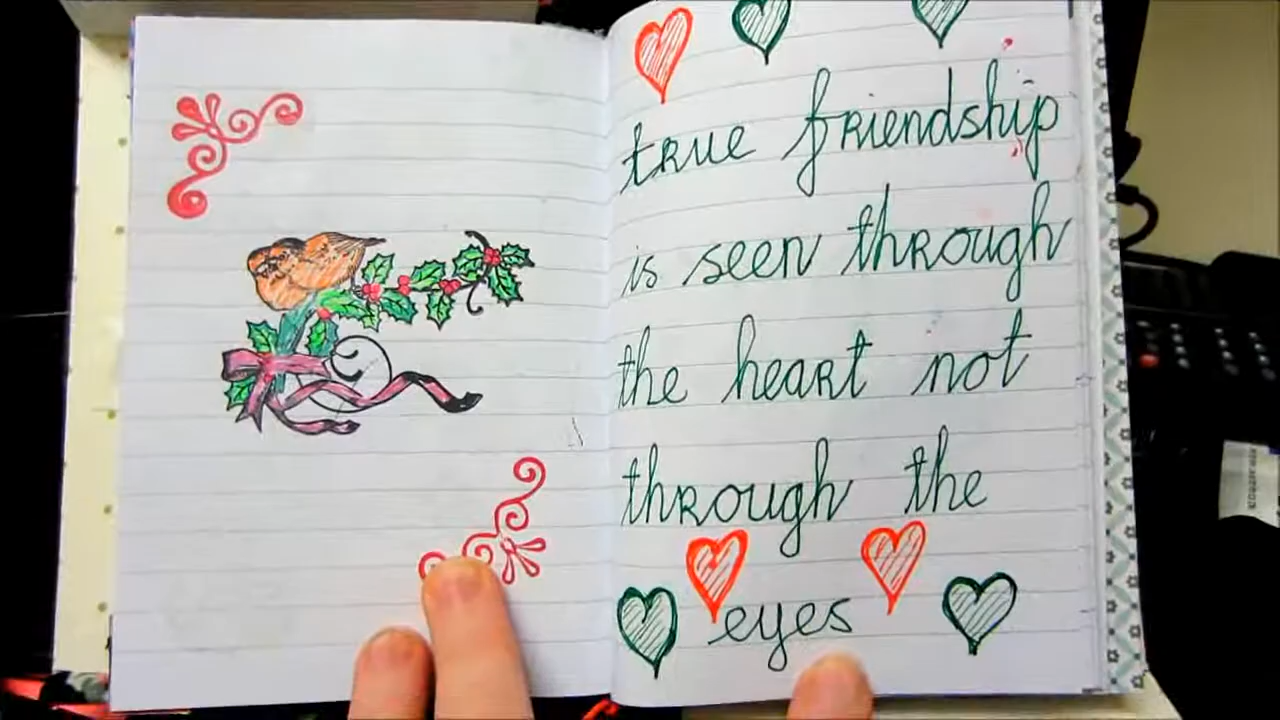 true friendship
is seen through
the heart not
through the
eyes